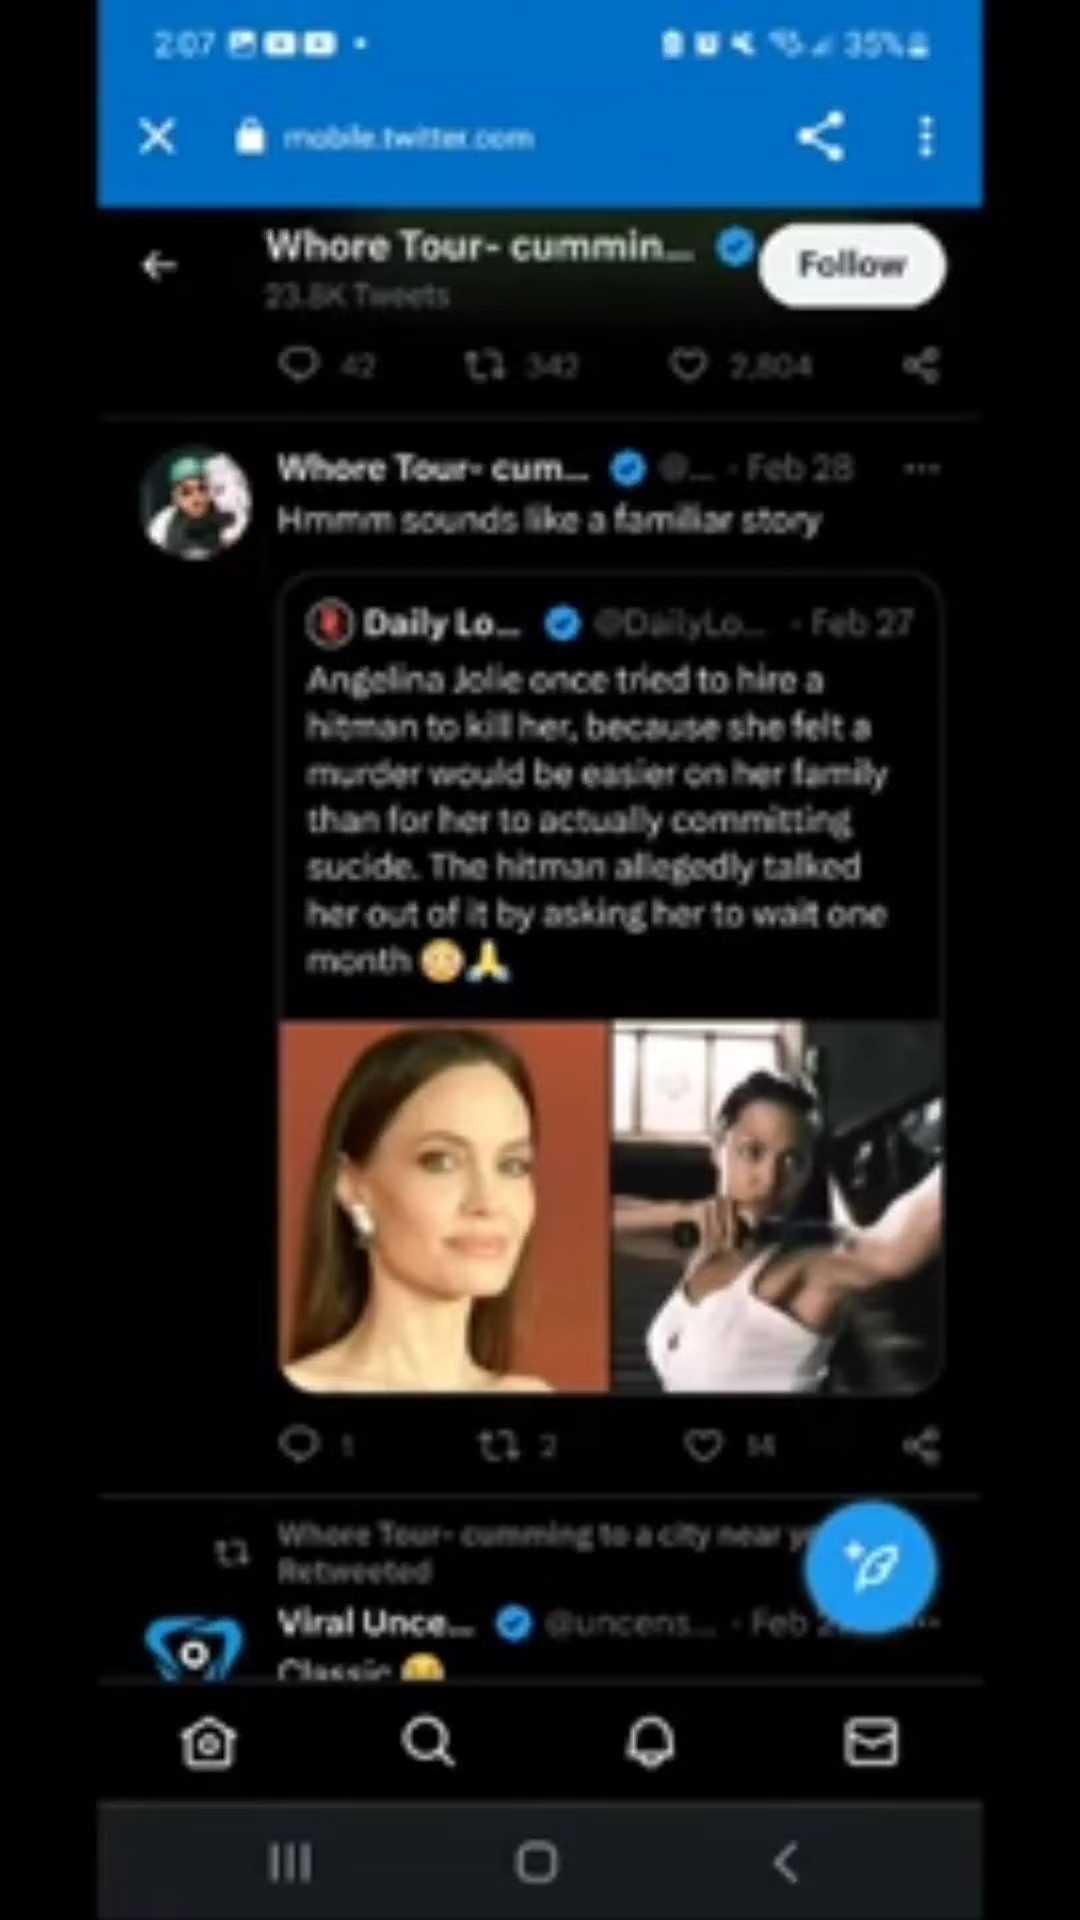 2:07
35%
mobile.twitter.com
Whore Tour- cummin...
Follow
23.8K Tweets
42 342 2,804
Whore Tour- cum... @... · Feb 28
Hmmm sounds like a familiar story
Daily Lo... @DailyLo... · Feb 27
Angelina Jolie once tried to hire a
hitman to kill her, because she felt a
murder would be easier on her family
than for her to actually committing
sucide. The hitman allegedly talked
her out of it by asking her to wait one
month 😳🙏
1 2 14
Whore Tour- cumming to a city near
Retweeted
Viral Unce... @uncens... · Feb
Classic